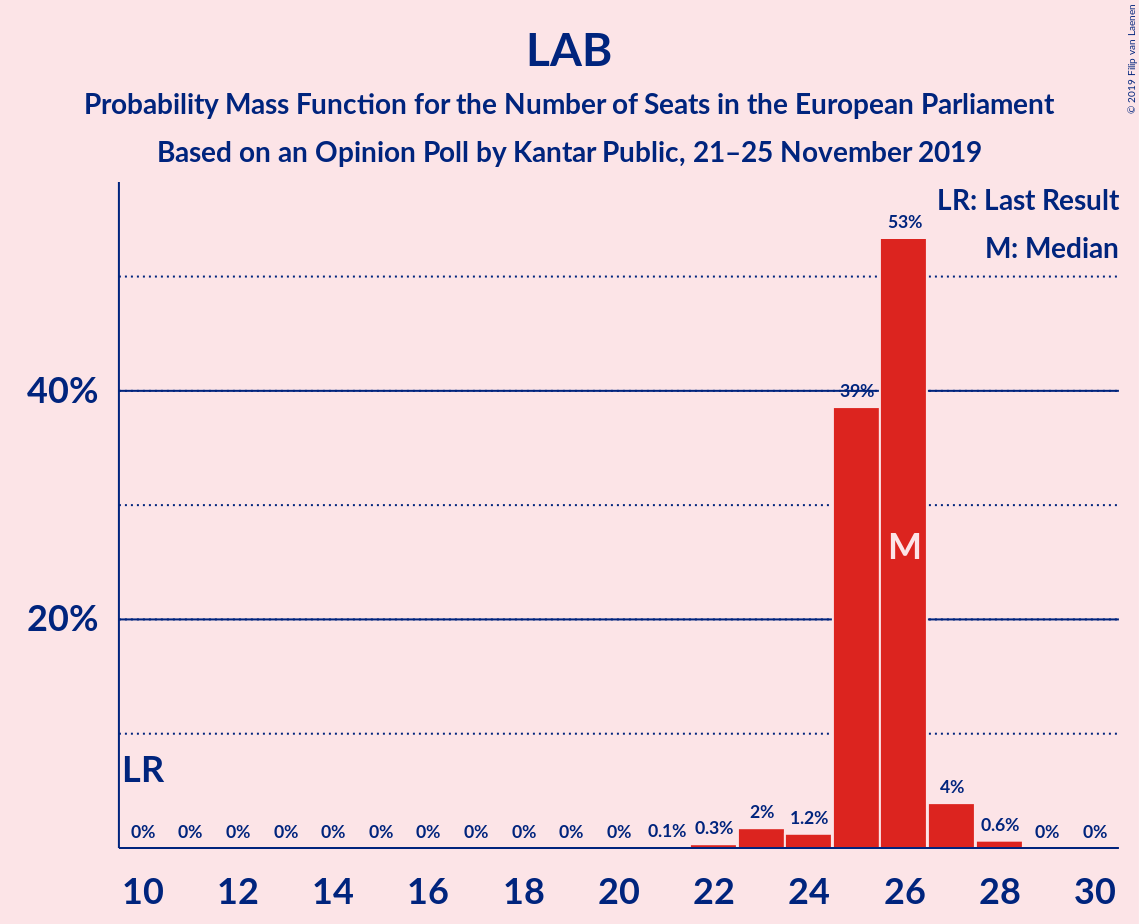 LAB
Probability Mass Function for the Number of Seats in the European Parliament
Based on an Opinion Poll by Kantar Public, 21–25 November 2019
© 2019 Filip van Laenen
LR: Last Result
M: Median
40%
20%
LR
M
0% 0% 0% 0% 0% 0% 0% 0% 0% 0% 0% 0.1% 0.3% 2% 1.2% 39% 53% 4% 0.6% 0% 0%
10 12 14 16 18 20 22 24 26 28 30